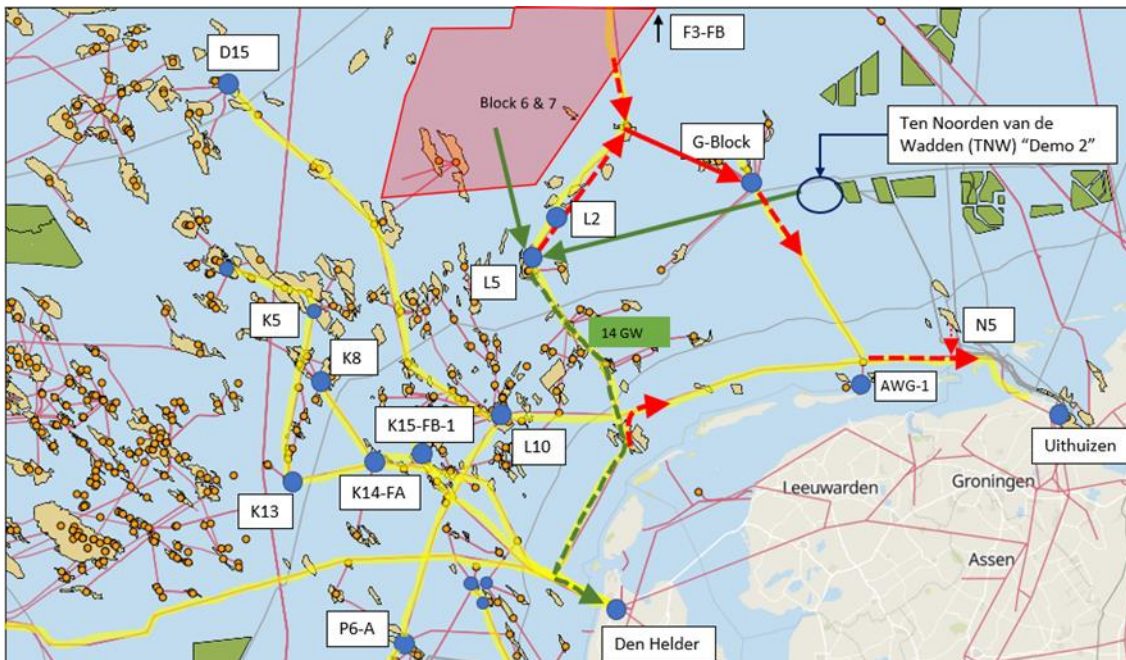 F3-FB
D15
Block 6 & 7
G-Block
Ten Noorden van de
Wadden (TNW) “Demo 2”
L2
L5
K5
14 GW
N5
K8
AWG-1
K15-FB-1
L10
Uithuizen
K14-FA
K13
Leeuwarden
Groningen
Assen
P6-A
Den Helder